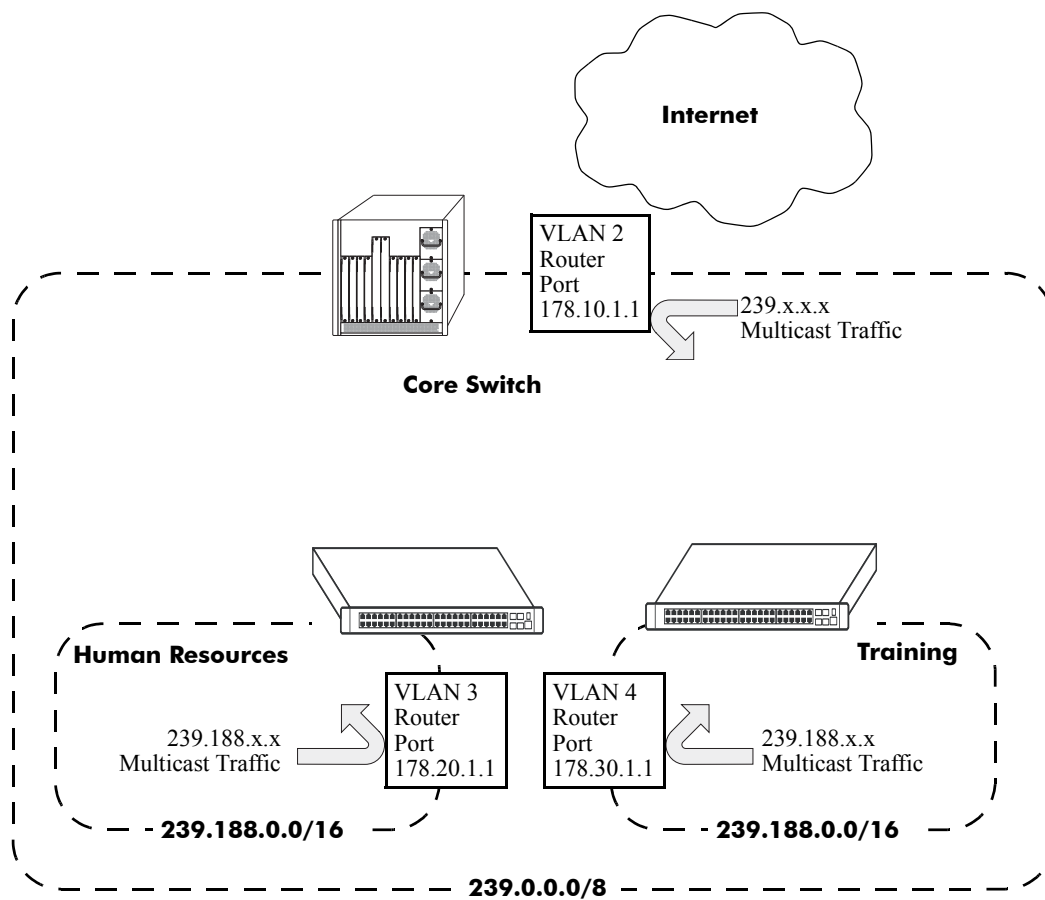 Internet
VLAN 2
Router
Port
178.10.1.1
239.x.x.x
Multicast Traffic
Core Switch
Human Resources
Training
VLAN 3
Router
Port
178.20.1.1
VLAN 4
Router
Port
178.30.1.1
239.188.x.x
Multicast Traffic
239.188.x.x
Multicast Traffic
239.188.0.0/16
239.188.0.0/16
239.0.0.0/8